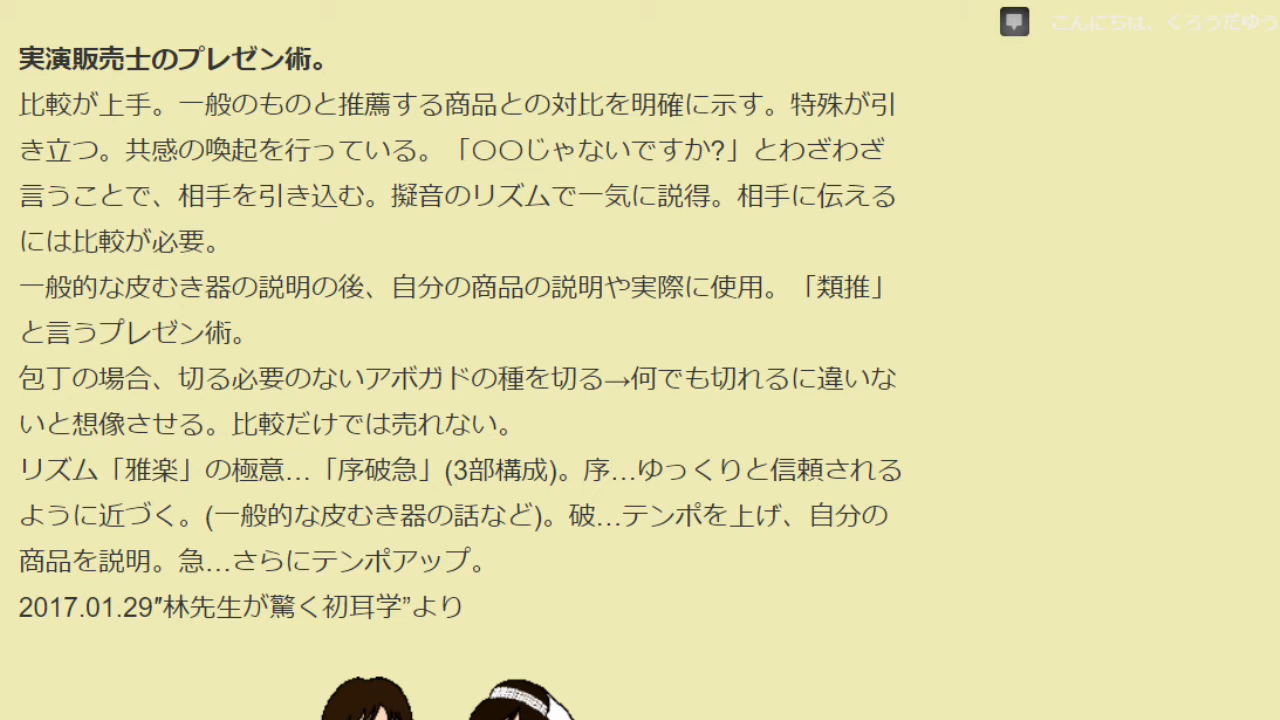 こんにちは、くろうだゆう
実演販売士のプレゼン術。
比較が上手。一般のものと推薦する商品との対比を明確に示す。特殊が引
き立つ。共感の喚起を行っている。「〇〇じゃないですか?」とわざわざ
言うことで、相手を引き込む。擬音のリズムで一気に説得。相手に伝える
には比較が必要。
一般的な皮むき器の説明の後、自分の商品の説明や実際に使用。「類推」
と言うプレゼン術。
包丁の場合、切る必要のないアボガドの種を切る→何でも切れるに違いな
いと想像させる。比較だけでは売れない。
リズム「雅楽」の極意…「序破急」(3部構成)。序…ゆっくりと信頼される
ように近づく。(一般的な皮むき器の話など)。破…テンポを上げ、自分の
商品を説明。急…さらにテンポアップ。
2017.01.29″林先生が驚く初耳学”より